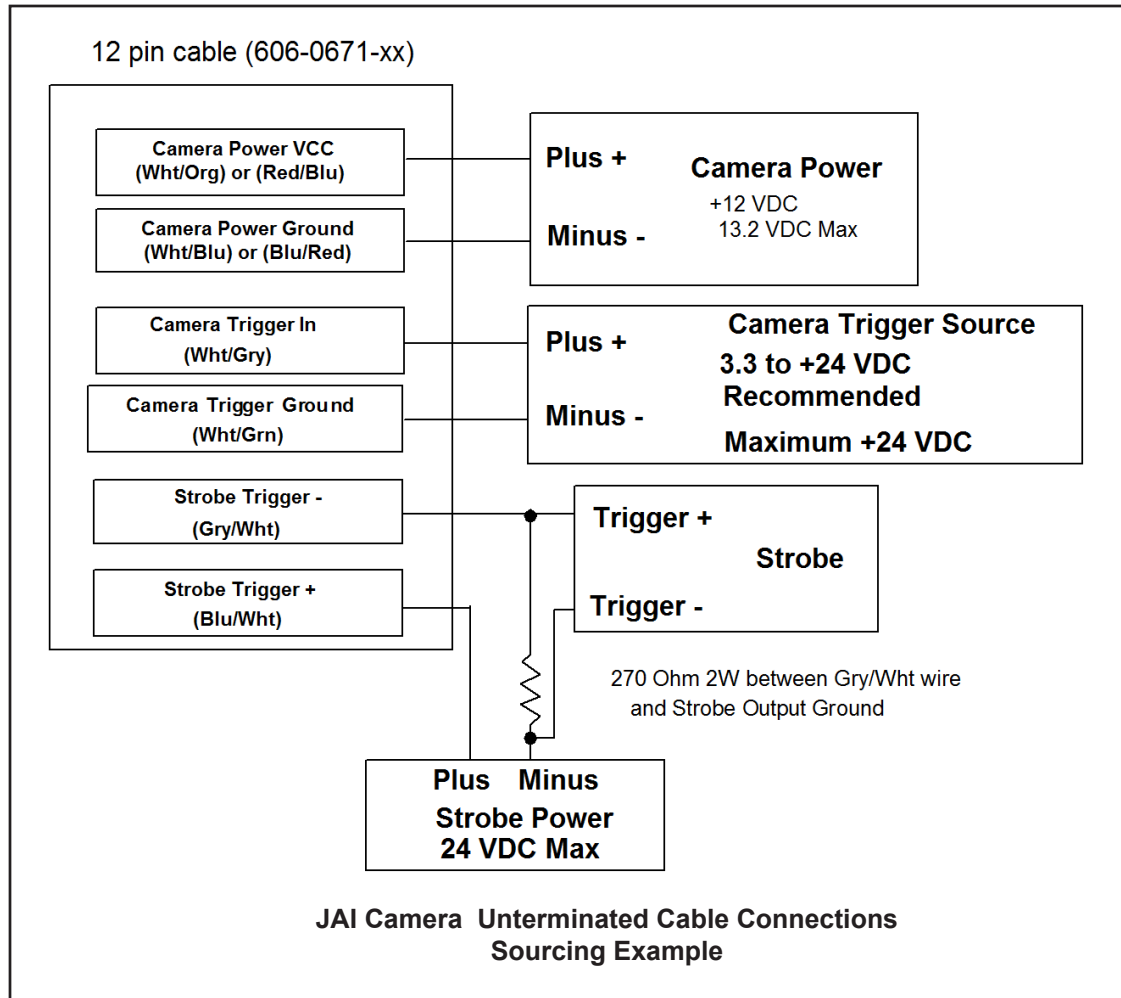 12 pin cable (606-0671-xx)
Camera Power VCC
(Wht/Org) or (Red/Blu)
Camera Power Ground
(Wht/Blu) or (Blu/Red)
Camera Trigger In
(Wht/Gry)
Camera Trigger Ground
(Wht/Grn)
Strobe Trigger -
(Gry/Wht)
Strobe Trigger +
(Blu/Wht)
Plus +
Camera Power
+12 VDC
13.2 VDC Max
Minus -
Camera Trigger Source
Plus +
3.3 to +24 VDC
Recommended
Minus -
Maximum +24 VDC
Trigger +
Strobe
Trigger -
270 Ohm 2W between Gry/Wht wire
and Strobe Output Ground
Plus Minus
Strobe Power
24 VDC Max
JAI Camera Unterminated Cable Connections
Sourcing Example